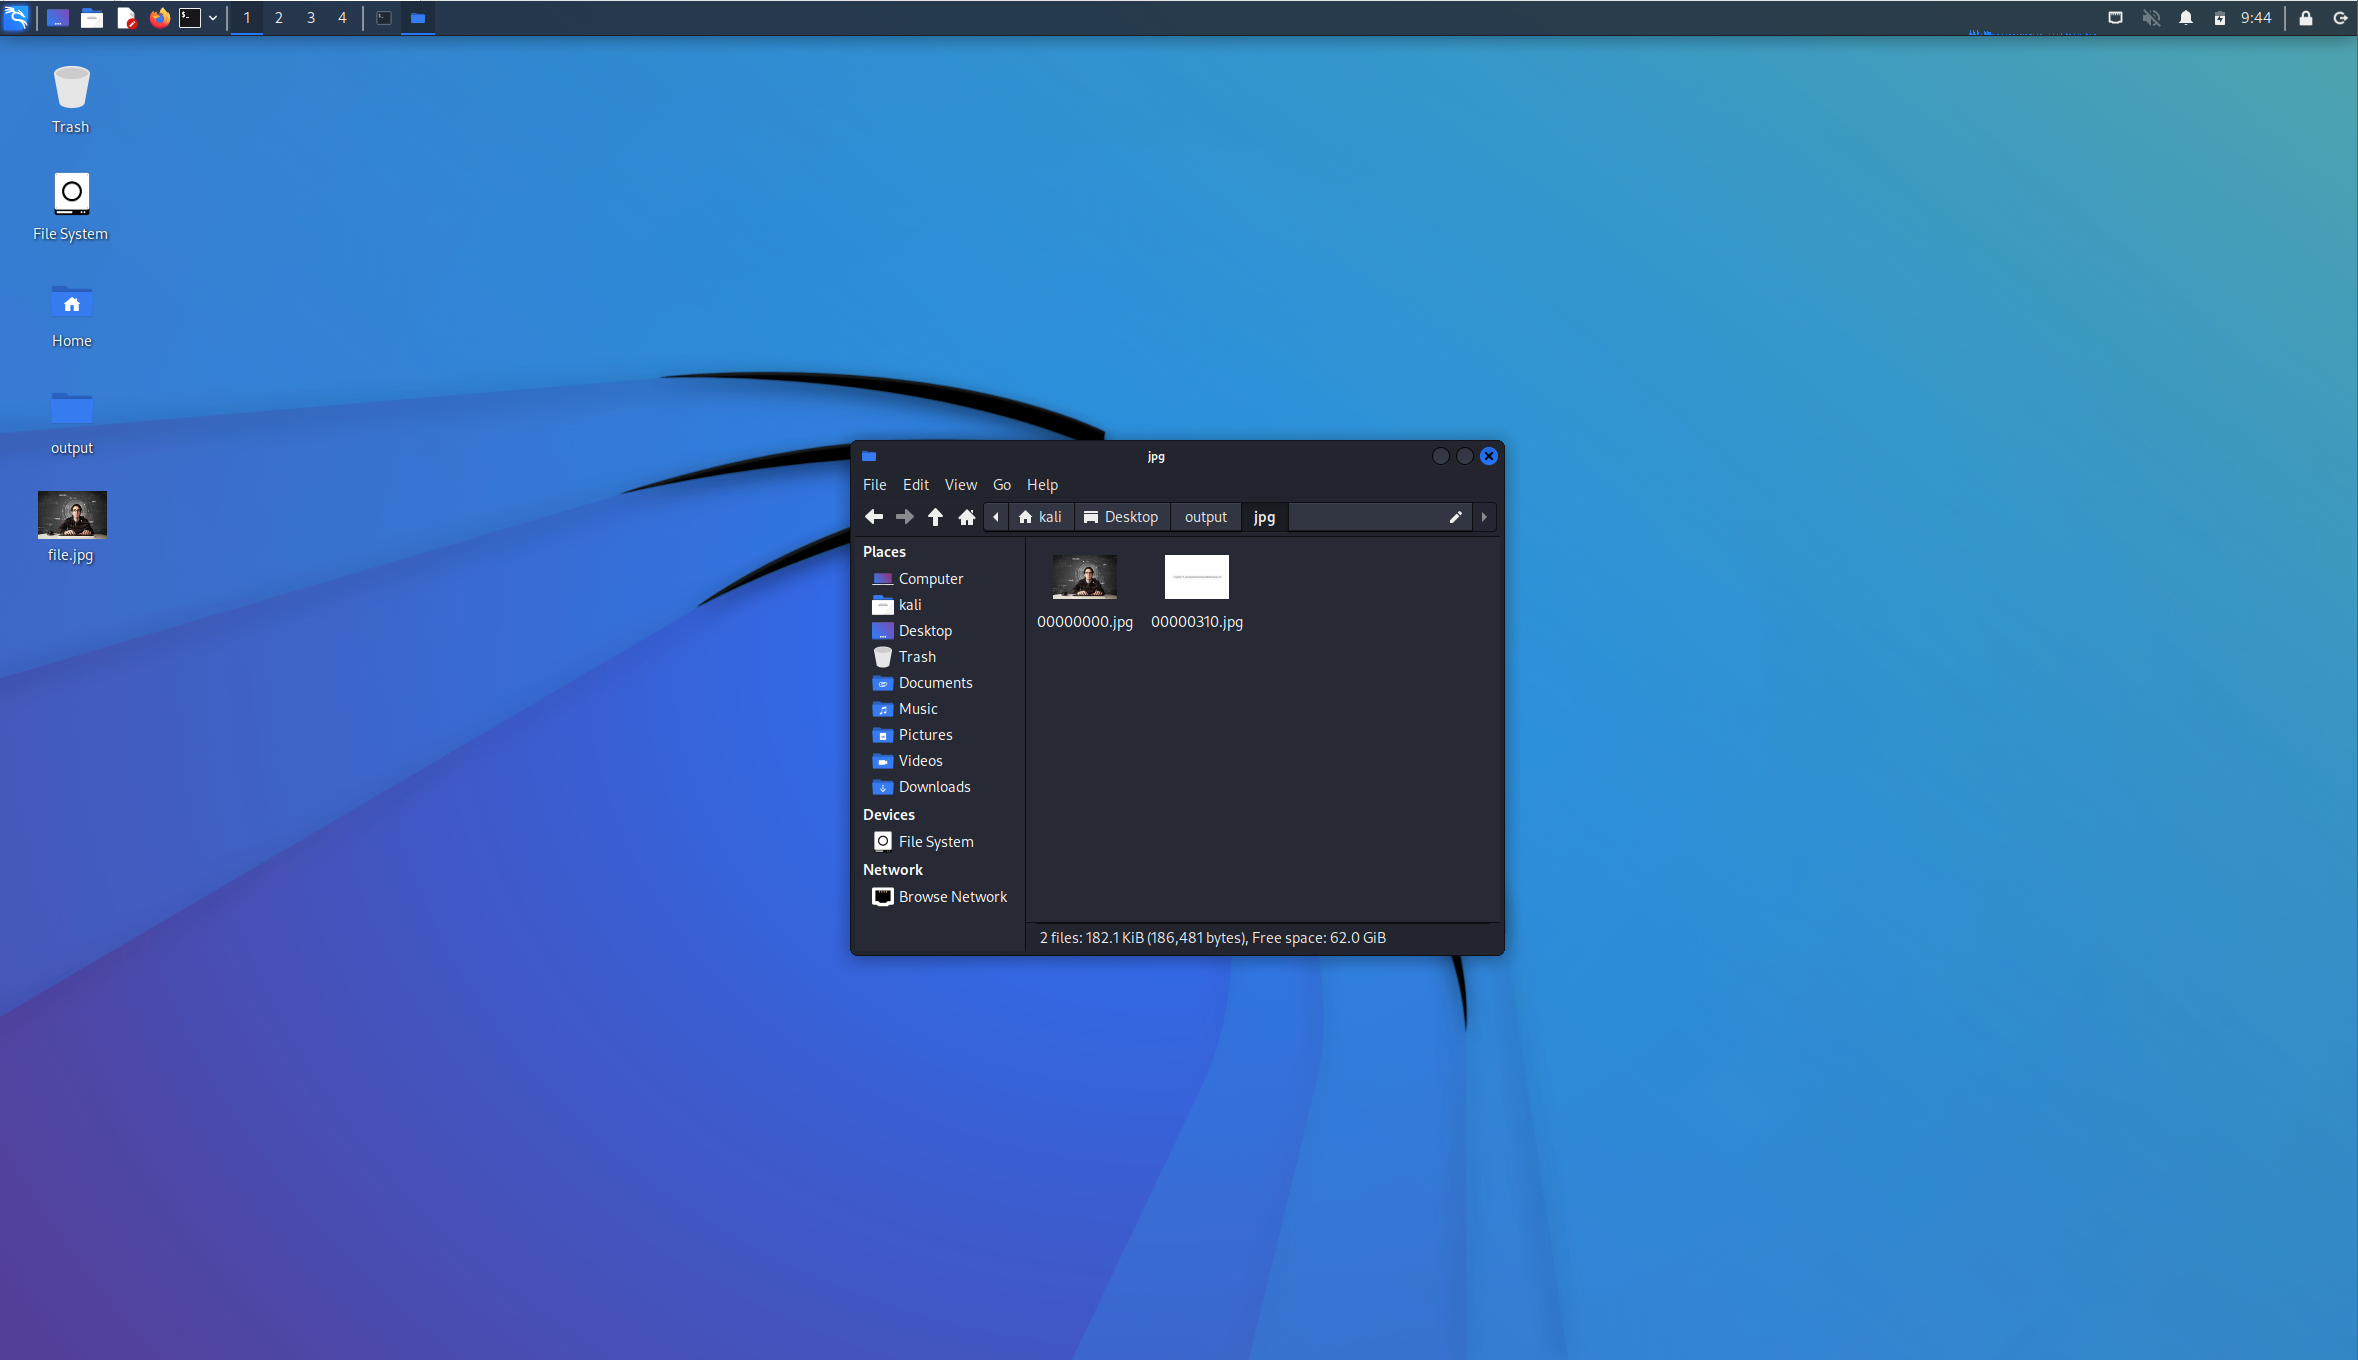 1 2 3 4
9:44
Trash
File System
Home
output
file.jpg
jpg
File Edit View Go Help
kali Desktop output jpg
Places
Computer
kali
Desktop
Trash
Documents
Music
Pictures
Videos
Downloads
Devices
File System
Network
Browse Network
00000000.jpg 00000310.jpg
2 files: 182.1 KiB (186,481 bytes), Free space: 62.0 GiB